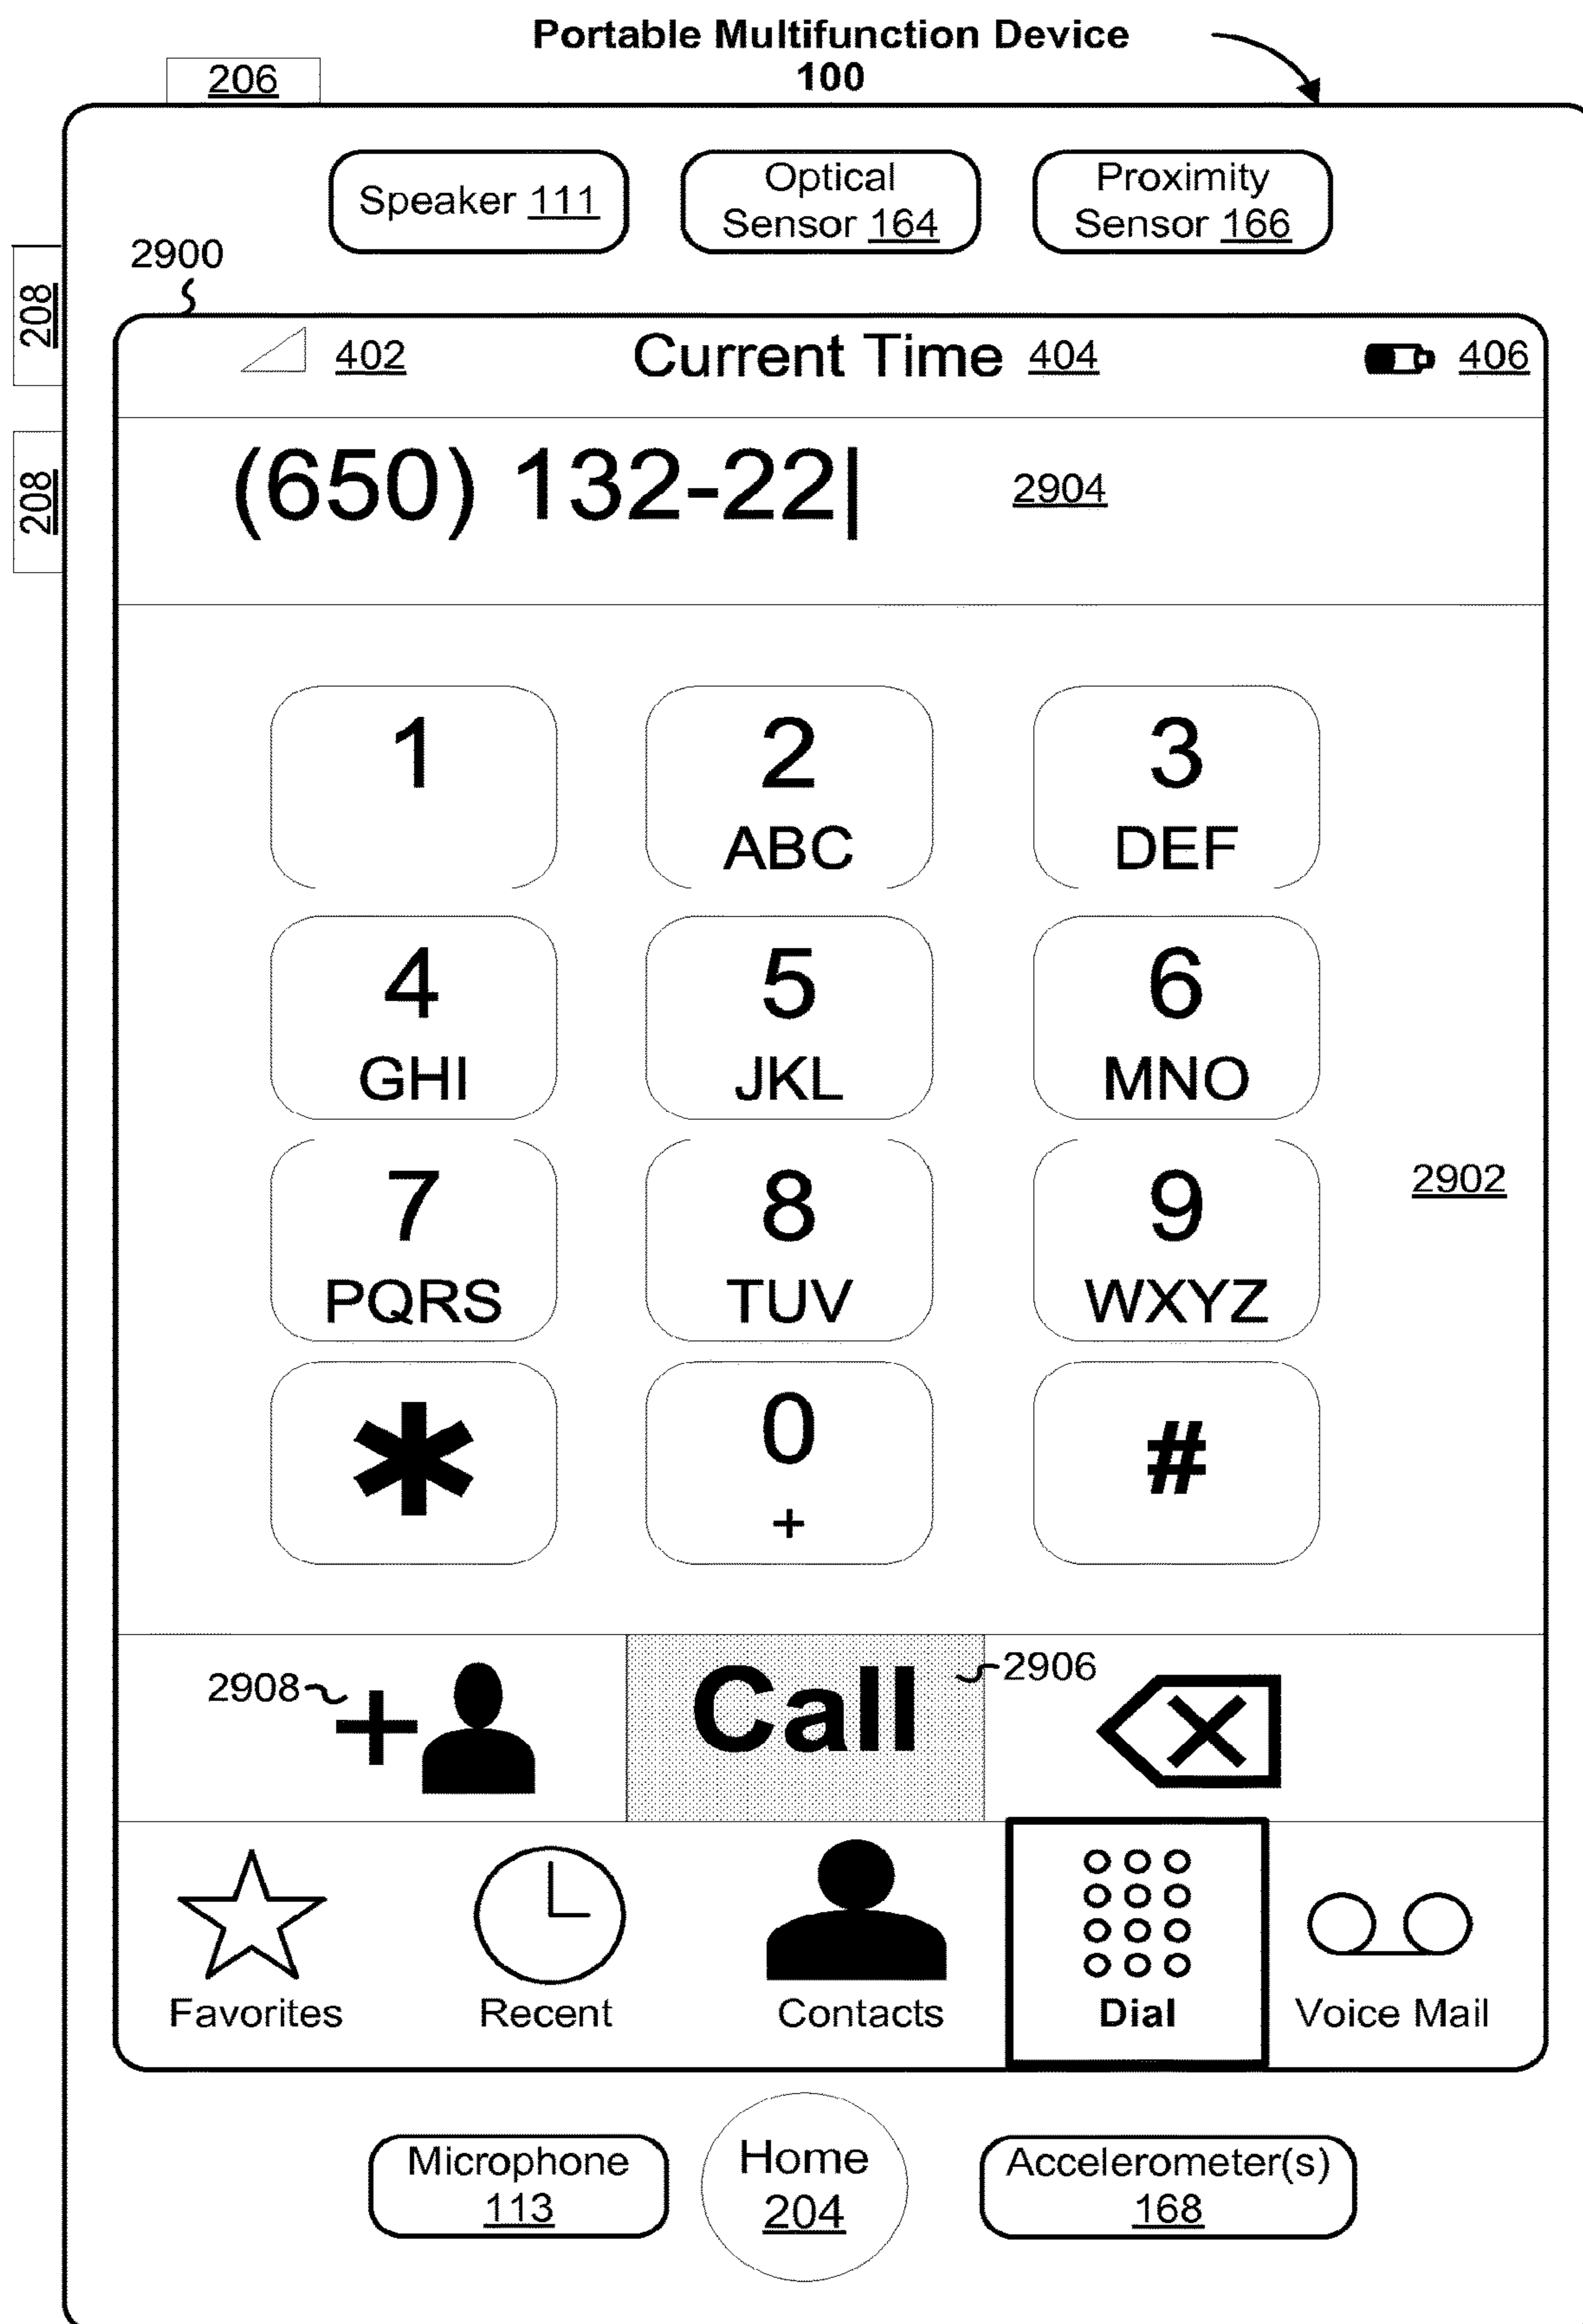 Portable Multifunction Device
100
206
Speaker 111
Optical
Sensor 164
Proximity
Sensor 166
2900
208
208
402
Current Time 404
406
(650) 132-22|
2904
1
2
ABC
3
DEF
4
GHI
5
JKL
6
MNO
7
PQRS
8
TUV
9
WXYZ
2902
*
0
+
#
2908
+
Call
2906
Favorites
Recent
Contacts
Dial
Voice Mail
Microphone
113
Home
204
Accelerometer(s)
168